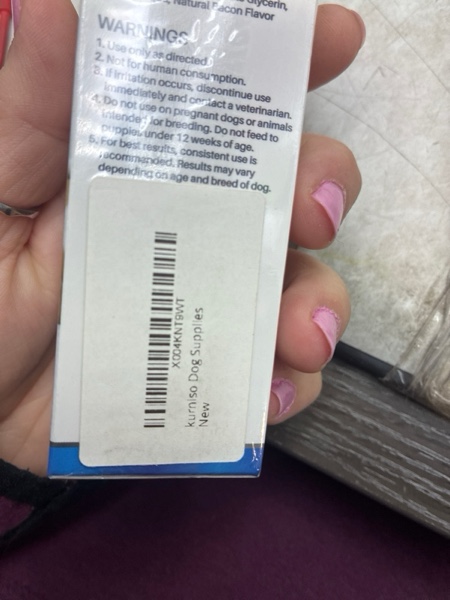 Glycerin,
Natural Bacon Flavor
WARNINGS
1. Use only as directed.
2. Not for human consumption.
3. If irritation occurs, discontinue use
immediately and contact a veterinarian.
4. Do not use on pregnant dogs or animals
intended for breeding. Do not feed to
puppies under 12 weeks of age.
5. For best results, consistent use is
recommended. Results may vary
depending on age and breed of dog.
X004KNT9WT
kurniso Dog Supplies
New